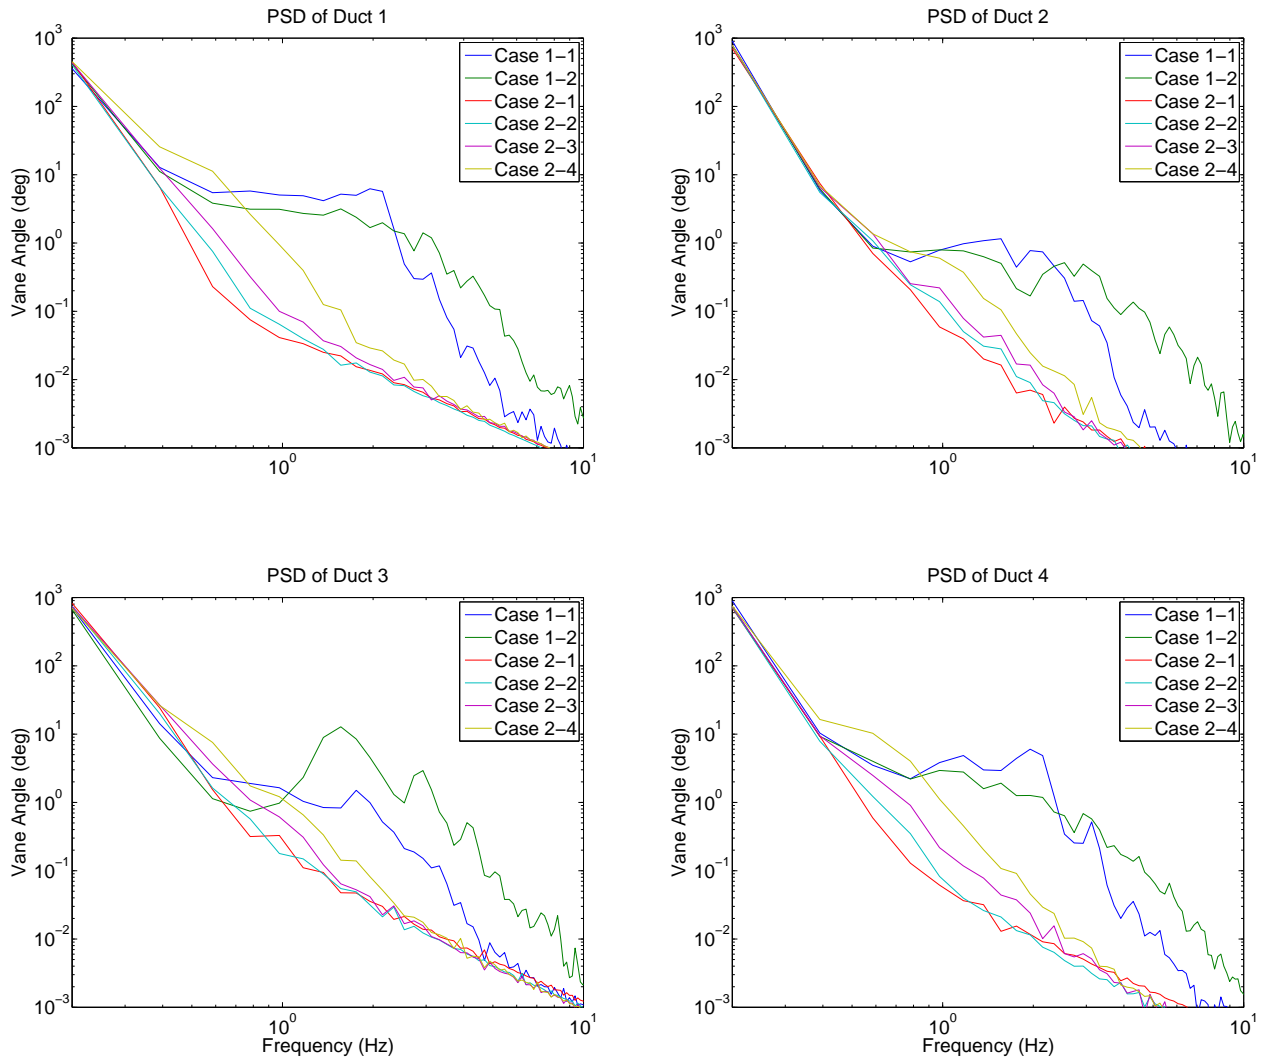 PSD of Duct 1
Vane Angle (deg)
10^3
10^2
10^1
10^0
10^-1
10^-2
10^-3
10^0
10^1
Case 1-1
Case 1-2
Case 2-1
Case 2-2
Case 2-3
Case 2-4
PSD of Duct 2
Vane Angle (deg)
10^3
10^2
10^1
10^0
10^-1
10^-2
10^-3
10^0
10^1
Case 1-1
Case 1-2
Case 2-1
Case 2-2
Case 2-3
Case 2-4
PSD of Duct 3
Vane Angle (deg)
10^3
10^2
10^1
10^0
10^-1
10^-2
10^-3
10^0
10^1
Frequency (Hz)
Case 1-1
Case 1-2
Case 2-1
Case 2-2
Case 2-3
Case 2-4
PSD of Duct 4
Vane Angle (deg)
10^3
10^2
10^1
10^0
10^-1
10^-2
10^-3
10^0
10^1
Frequency (Hz)
Case 1-1
Case 1-2
Case 2-1
Case 2-2
Case 2-3
Case 2-4